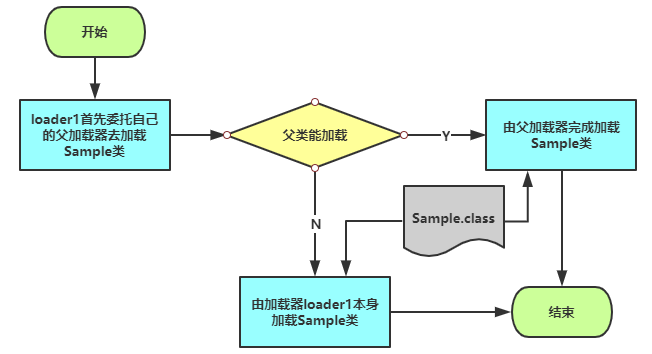 开始
loader1首先委托自己
的父加载器去加载
Sample类
父类能加载
Y
由父加载器完成加载
Sample类
N
Sample.class
由加载器loader1本身
加载Sample类
结束